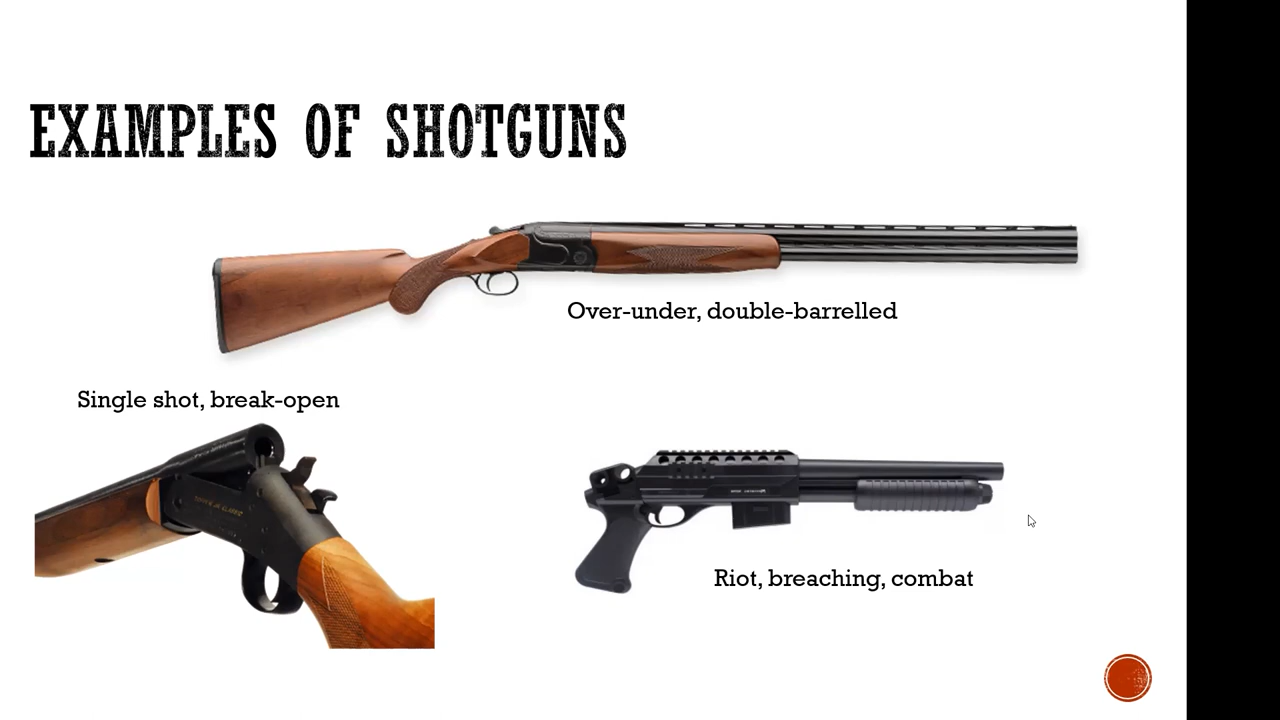 EXAMPLES OF SHOTGUNS
Over-under, double-barrelled
Single shot, break-open
Riot, breaching, combat